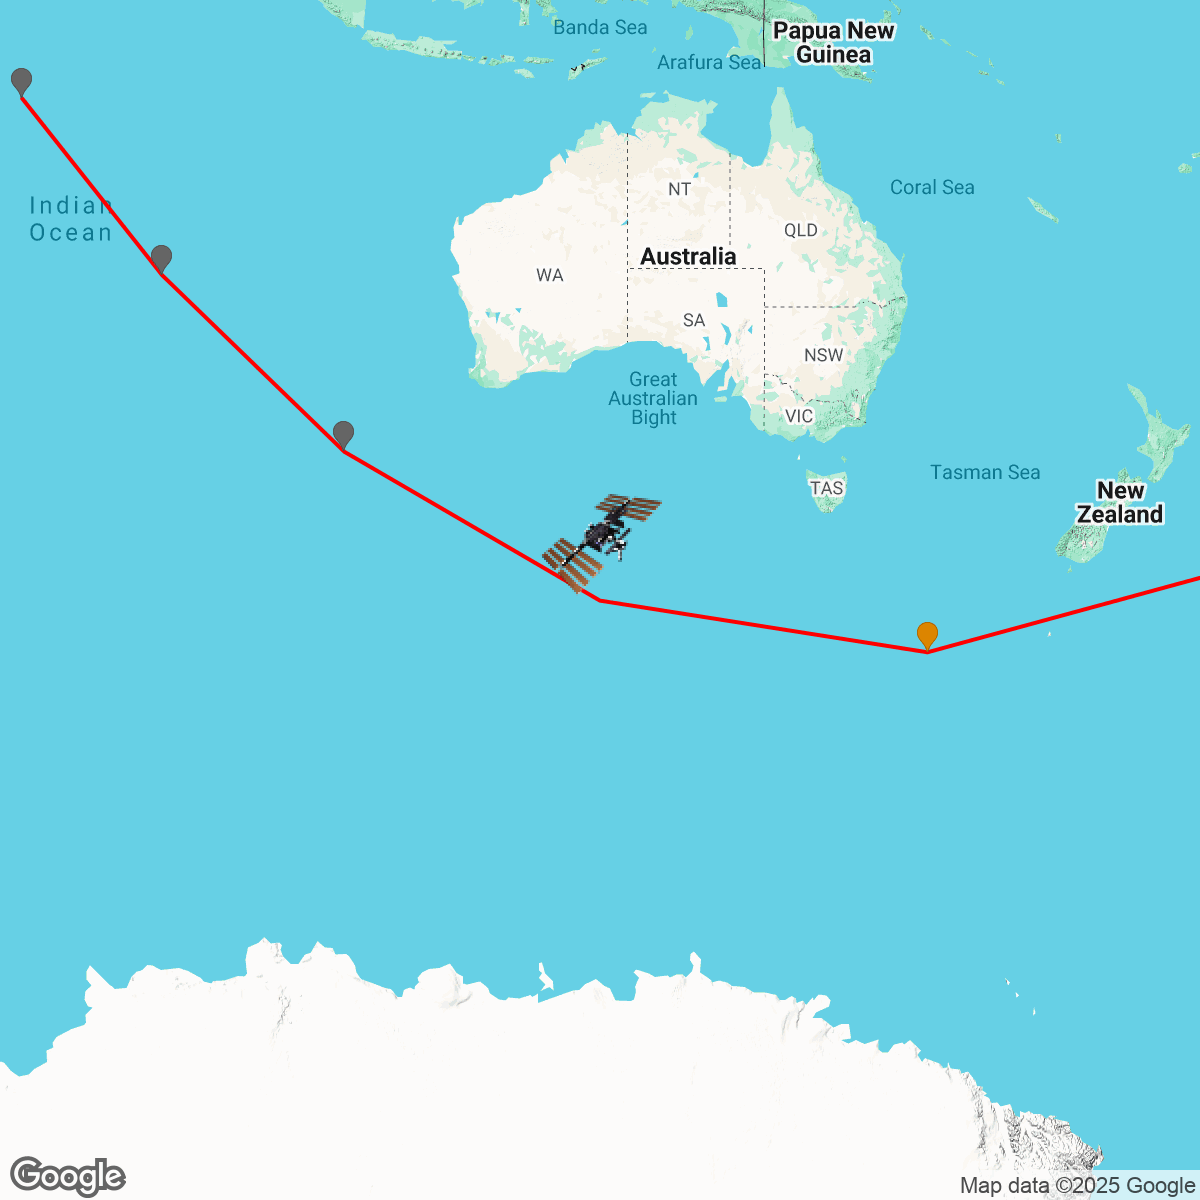 Banda Sea
Papua New
Guinea
Arafura Sea
NT
Coral Sea
Indian
Ocean
QLD
Australia
WA
SA
NSW
Great
Australian
Bight
VIC
Tasman Sea
TAS
New
Zealand
Google
Map data ©2025 Google